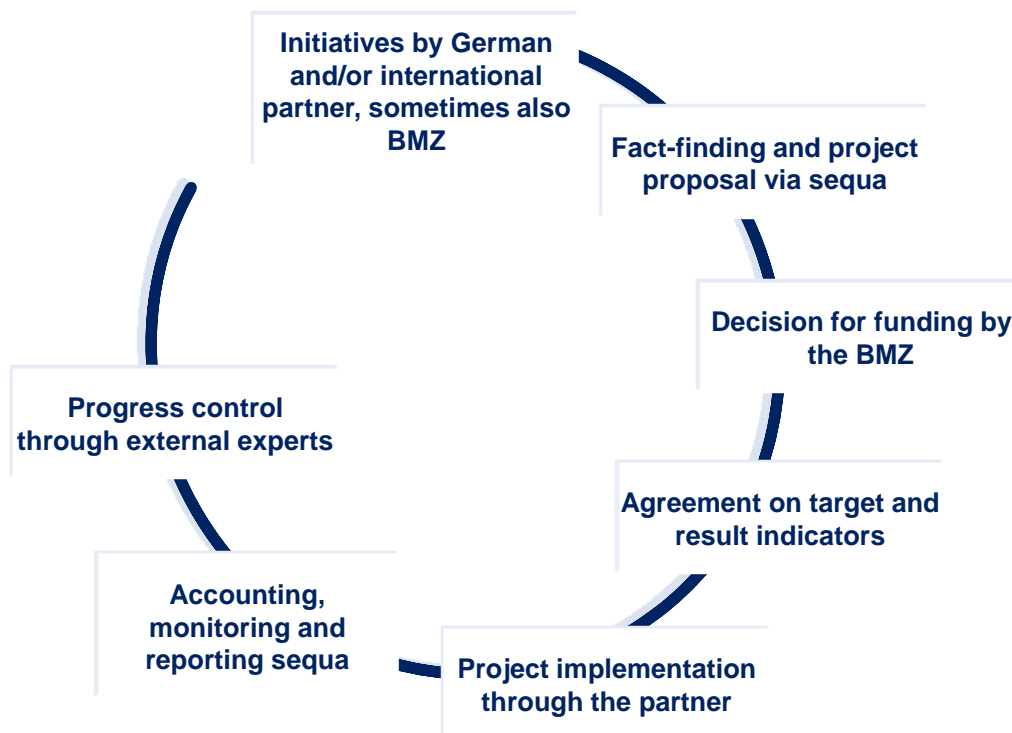 Initiatives by German
and/or international
partner, sometimes also
BMZ
Fact-finding and project
proposal via sequa
Decision for funding by
the BMZ
Agreement on target and
result indicators
Project implementation
through the partner
Accounting,
monitoring and
reporting sequa
Progress control
through external experts